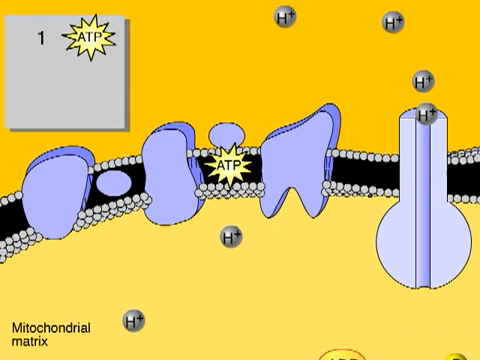 1 ATP
H+
H+
H+
H+
ATP
H+
H+
Mitochondrial
matrix